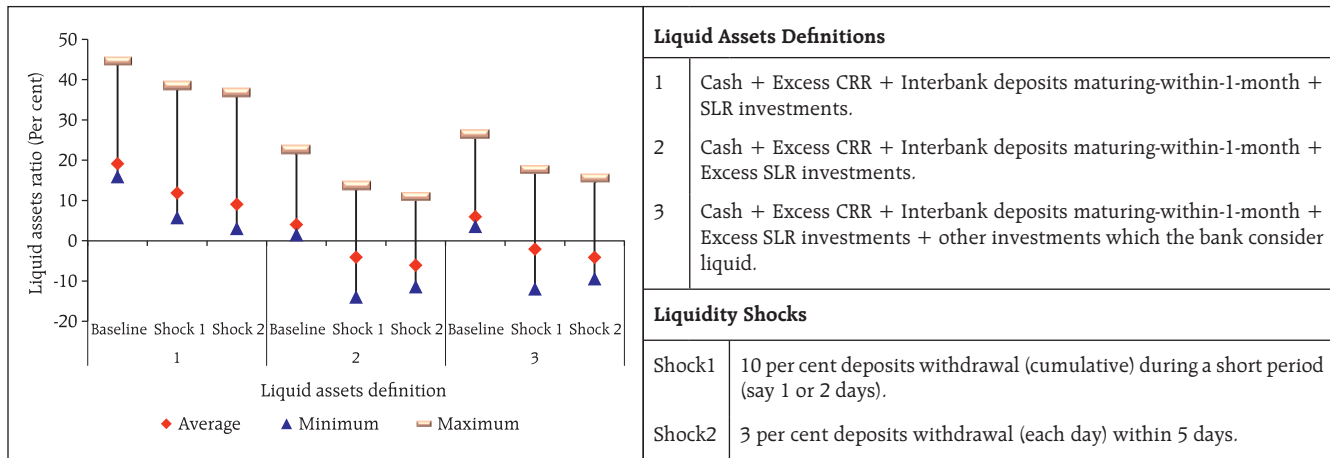 50
40
30
20
10
0
-10
-20
Liquid assets ratio (Per cent)
Baseline Shock 1 Shock 2 Baseline Shock 1 Shock 2 Baseline Shock 1 Shock 2
1 2 3
Liquid assets definition
Average Minimum Maximum
Liquid Assets Definitions
1 Cash + Excess CRR + Interbank deposits maturing-within-1-month +
SLR investments.
2 Cash + Excess CRR + Interbank deposits maturing-within-1-month +
Excess SLR investments.
3 Cash + Excess CRR + Interbank deposits maturing-within-1-month +
Excess SLR investments + other investments which the bank consider
liquid.
Liquidity Shocks
Shock1 10 per cent deposits withdrawal (cumulative) during a short period
(say 1 or 2 days).
Shock2 3 per cent deposits withdrawal (each day) within 5 days.